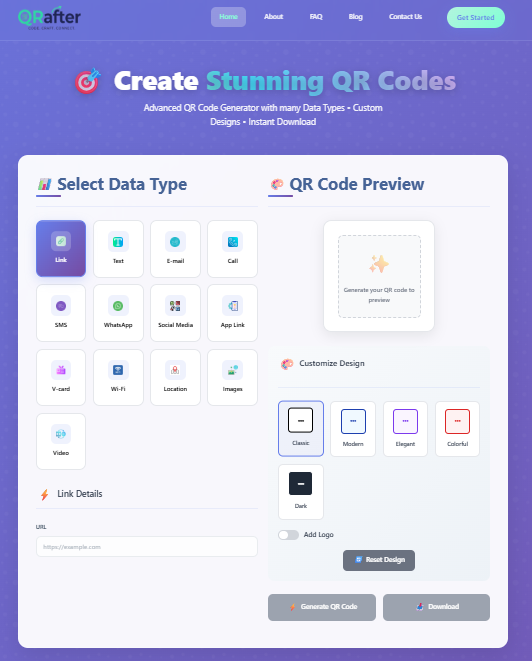 QRafter
Home
About
FAQ
Blog
Contact Us
Get Started
Create Stunning QR Codes
Advanced QR Code Generator with many Data Types • Custom
Designs • Instant Download
Select Data Type
Link
Text
E-mail
Call
SMS
WhatsApp
Social Media
App Link
V-card
Wi-Fi
Location
Images
Video
Link Details
URL
https://example.com
QR Code Preview
Generate your QR code to
preview
Customize Design
Classic
Modern
Elegant
Colorful
Dark
Add Logo
Reset Design
Generate QR Code
Download